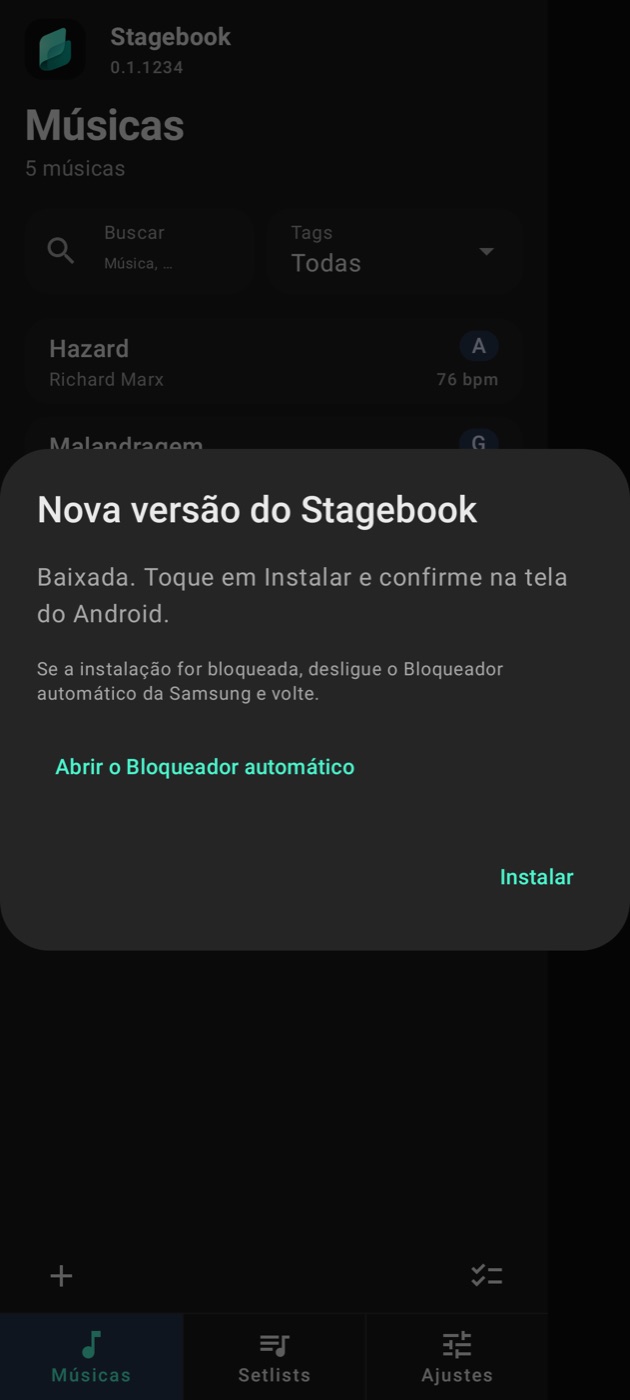 Stagebook
0.1.1234
Músicas
5 músicas
Buscar
Música, …
Tags
Todas
Hazard
A
Richard Marx
76 bpm
Malandragem
G
Nova versão do Stagebook
Baixada. Toque em Instalar e confirme na tela
do Android.
Se a instalação for bloqueada, desligue o Bloqueador
automático da Samsung e volte.
Abrir o Bloqueador automático
Instalar
Músicas
Setlists
Ajustes